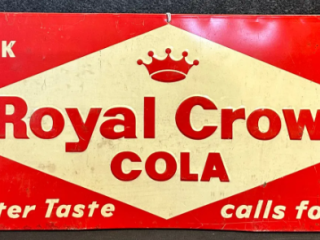 K
Royal Crow
COLA
ter Taste calls fo